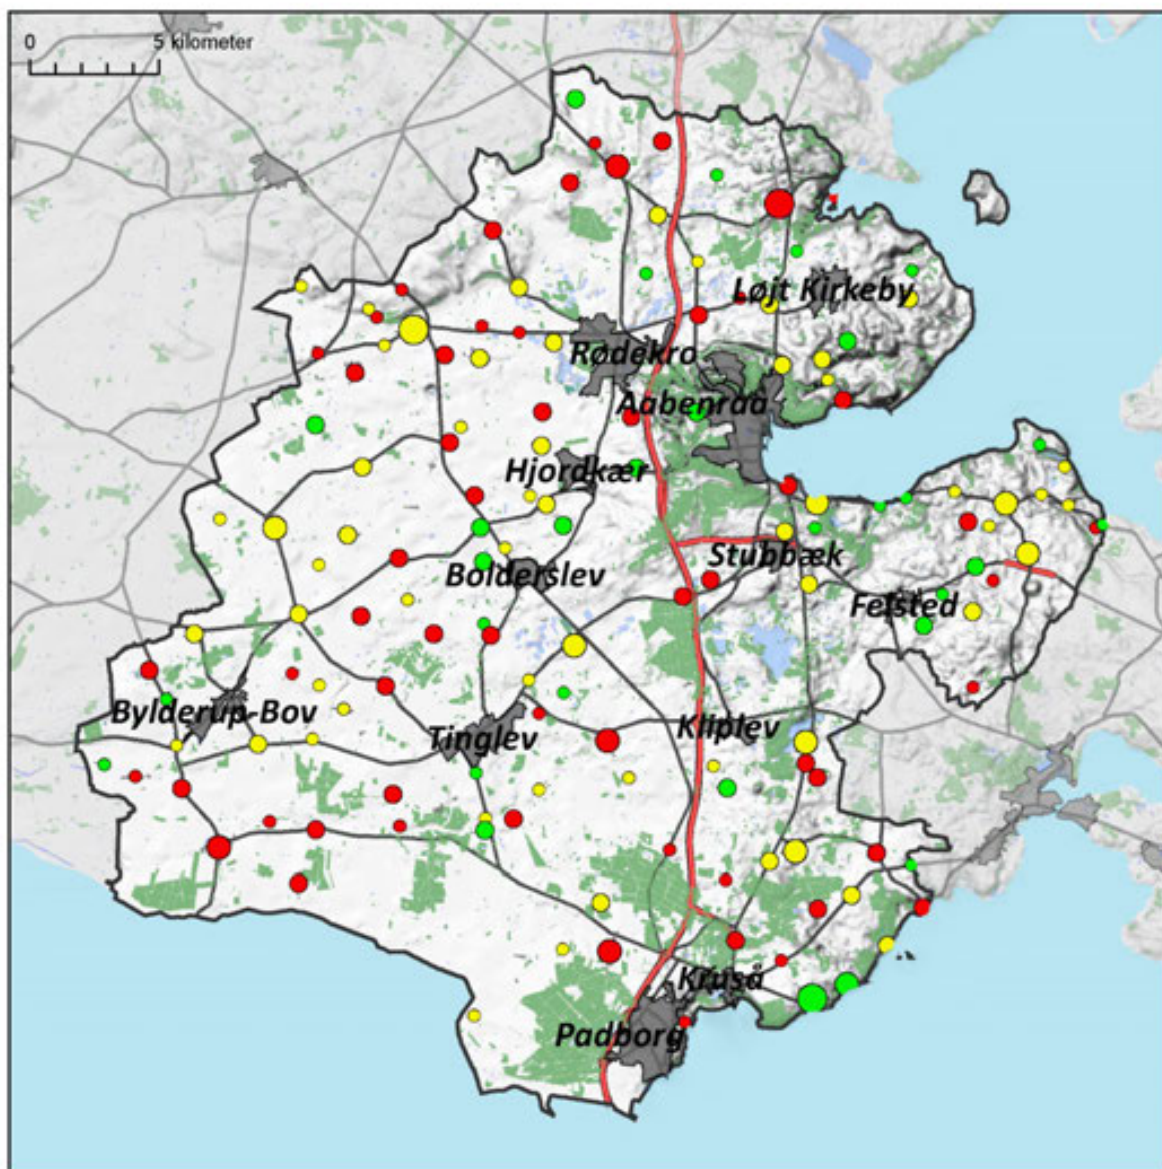 0 5 kilometer
Løjt Kirkeby
Rødekro
Aabenraa
Hjordkær
Stubbæk
Bolderslev
Felsted
Bylderup-Bov
Kliplev
Tinglev
Kruså
Padborg